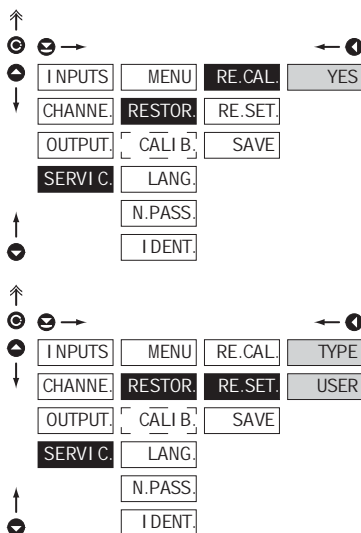 INPUTS MENU RE.CAL. YES
CHANNE. RESTOR. RE.SET.
OUTPUT. CALIB. SAVE
SERVIC. LANG.
N.PASS.
IDENT.
INPUTS MENU RE.CAL. TYPE
CHANNE. RESTOR. RE.SET. USER
OUTPUT. CALIB. SAVE
SERVIC. LANG.
N.PASS.
IDENT.